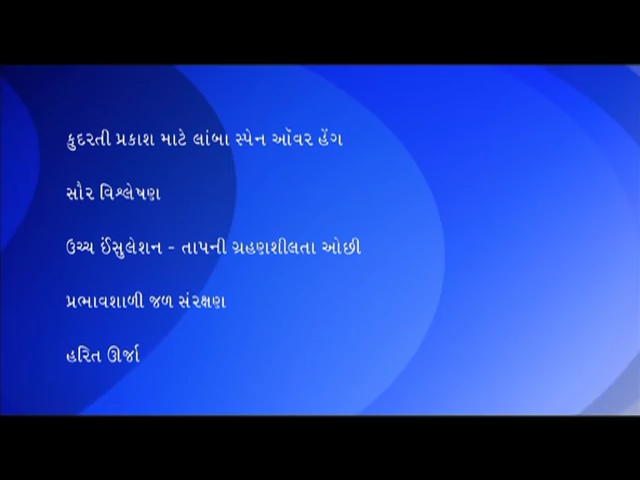 કુદરતી પ્રકાશ માટે લાંબા સ્પેન ઑવર હેંગ
સૌર વિશ્લેષણ
ઉચ્ચ ઈંસુલેશન - તાપની ગ્રહણશીલતા ઓછી
પ્રભાવશાળી જળ સંરક્ષણ
હરિત ઊર્જા